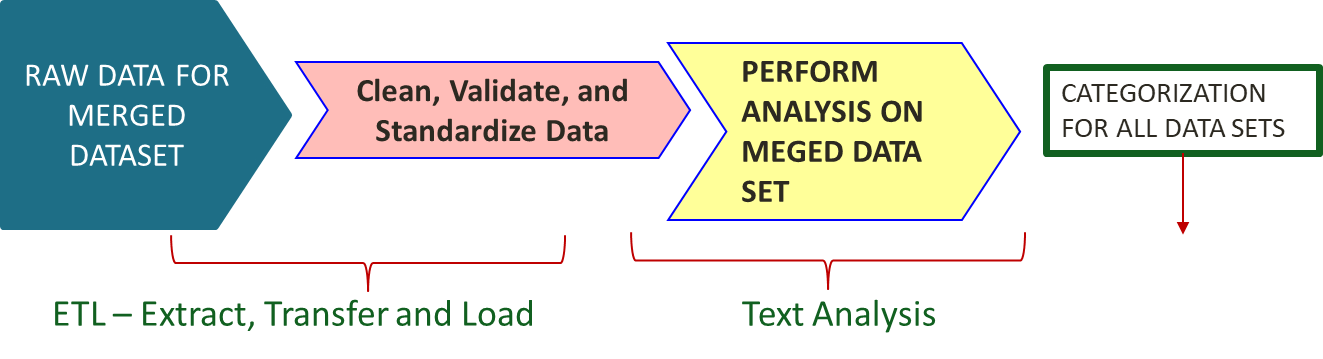 RAW DATA FOR
MERGED
DATASET
Clean, Validate, and
Standardize Data
PERFORM
ANALYSIS ON
MEGED DATA
SET
CATEGORIZATION
FOR ALL DATA SETS
ETL – Extract, Transfer and Load
Text Analysis